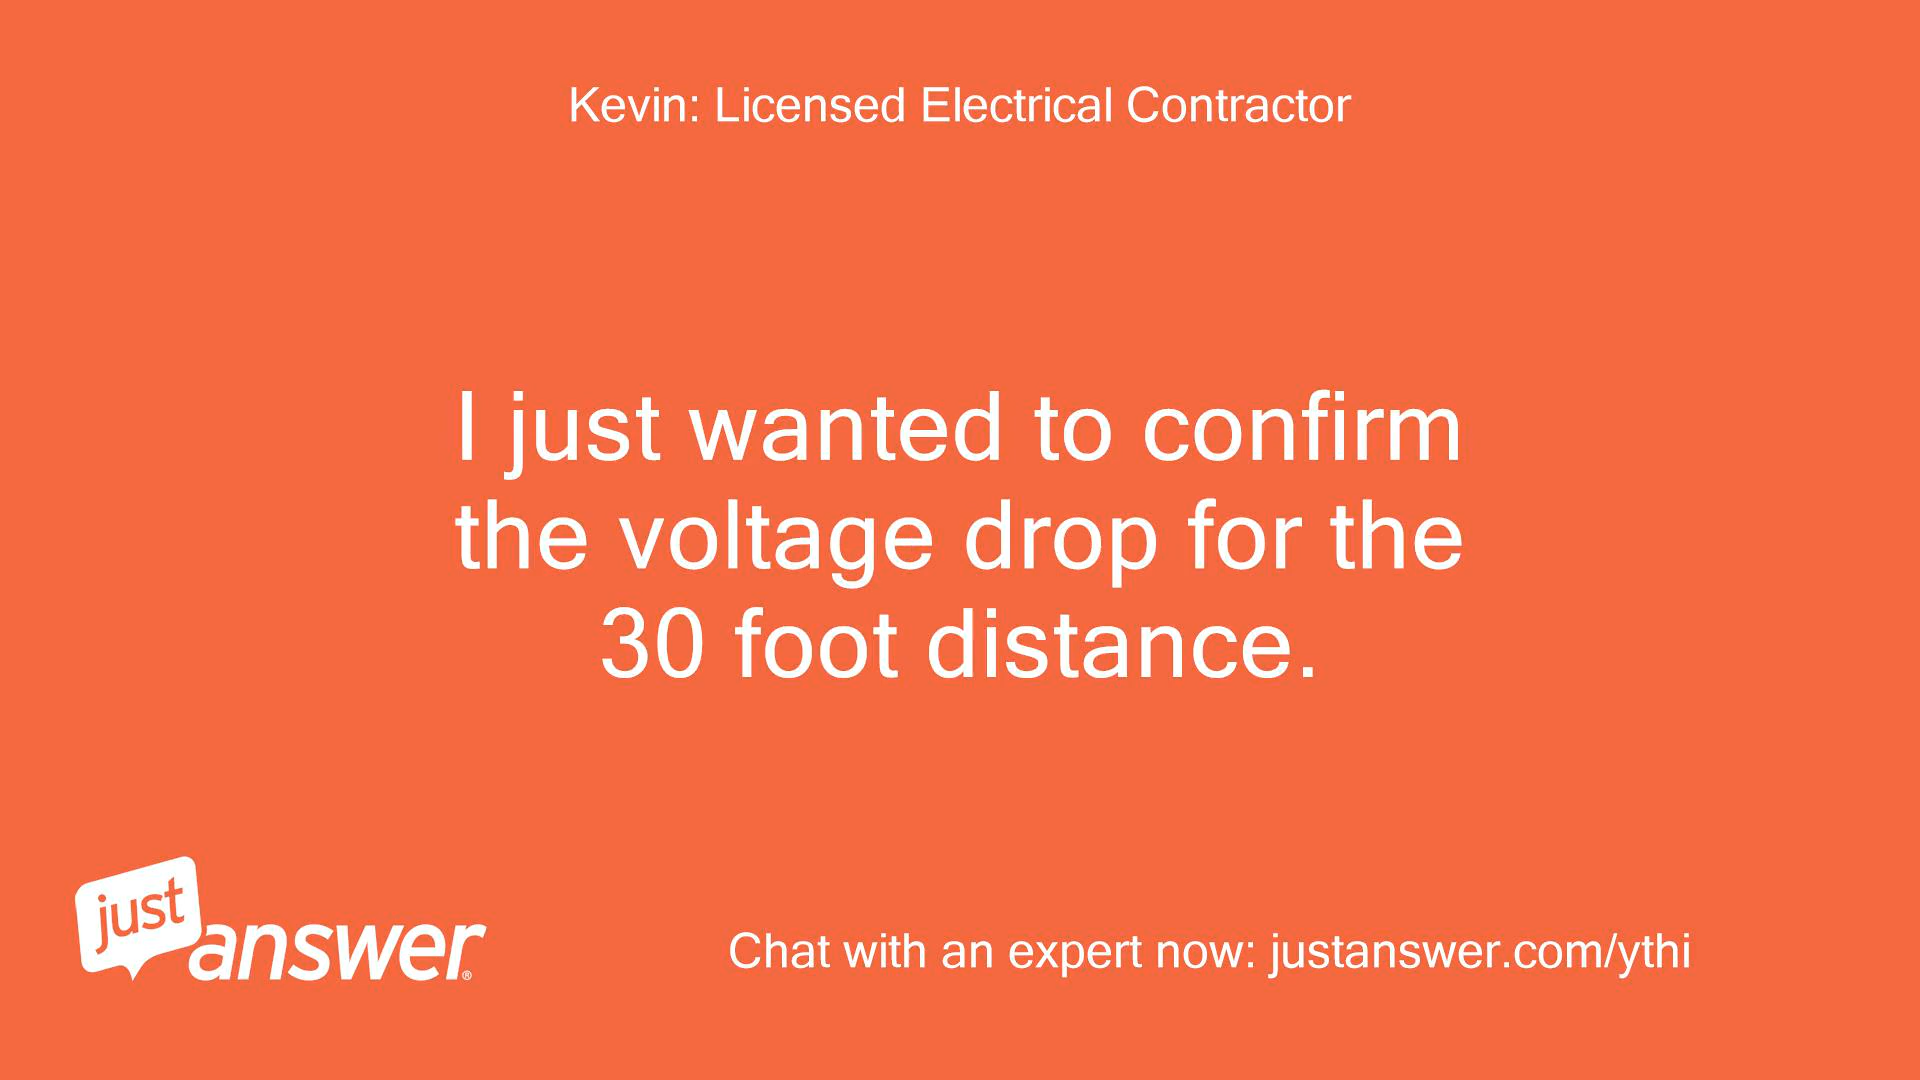 Kevin: Licensed Electrical Contractor
I just wanted to confirm
the voltage drop for the
30 foot distance.
just
answer®
Chat with an expert now: justanswer.com/ythi